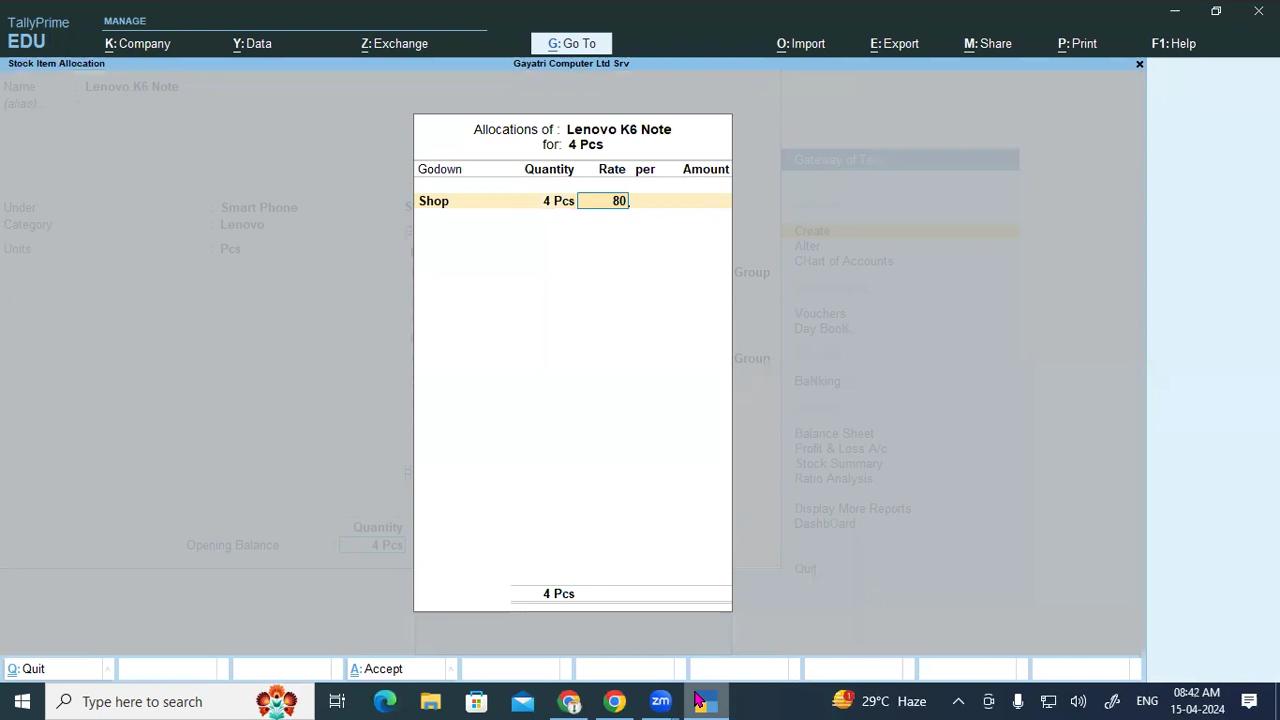 TallyPrime
EDU
MANAGE
K: Company
Y: Data
Z: Exchange
G: Go To
O: Import
E: Export
M: Share
P: Print
F1: Help
Stock Item Allocation
Gayatri Computer Ltd Srv
Name : Lenovo K6 Note
(alias)... :
Allocations of : Lenovo K6 Note
for: 4 Pcs
Godown Quantity Rate per Amount
Shop 4 Pcs 80
Under : Smart Phone
Category : Lenovo
Units : Pcs
Group
Group
4 Pcs
Quantity
Opening Balance : 4 Pcs
Gateway of
Create
Alter
CHart of Accounts
Vouchers
Day Book
BaNking
Balance Sheet
Profit & Loss A/c
Stock Summary
Ratio Analysis
Display More Reports
DashbOard
Quit
Q: Quit
A: Accept
Type here to search
zm
1
29°C Haze
ENG
08:42 AM
15-04-2024